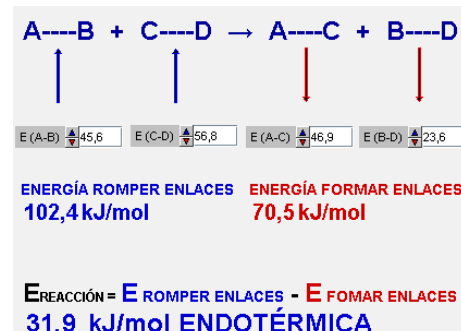 A----B + C----D → A----C + B----D
E (A-B) 45,6 E (C-D) 56,8 E (A-C) 46,9 E (B-D) 23,6
ENERGÍA ROMPER ENLACES ENERGÍA FORMAR ENLACES
102,4 kJ/mol 70,5 kJ/mol
EREACCIÓN = E ROMPER ENLACES - E FOMAR ENLACES
31,9 kJ/mol ENDOTÉRMICA